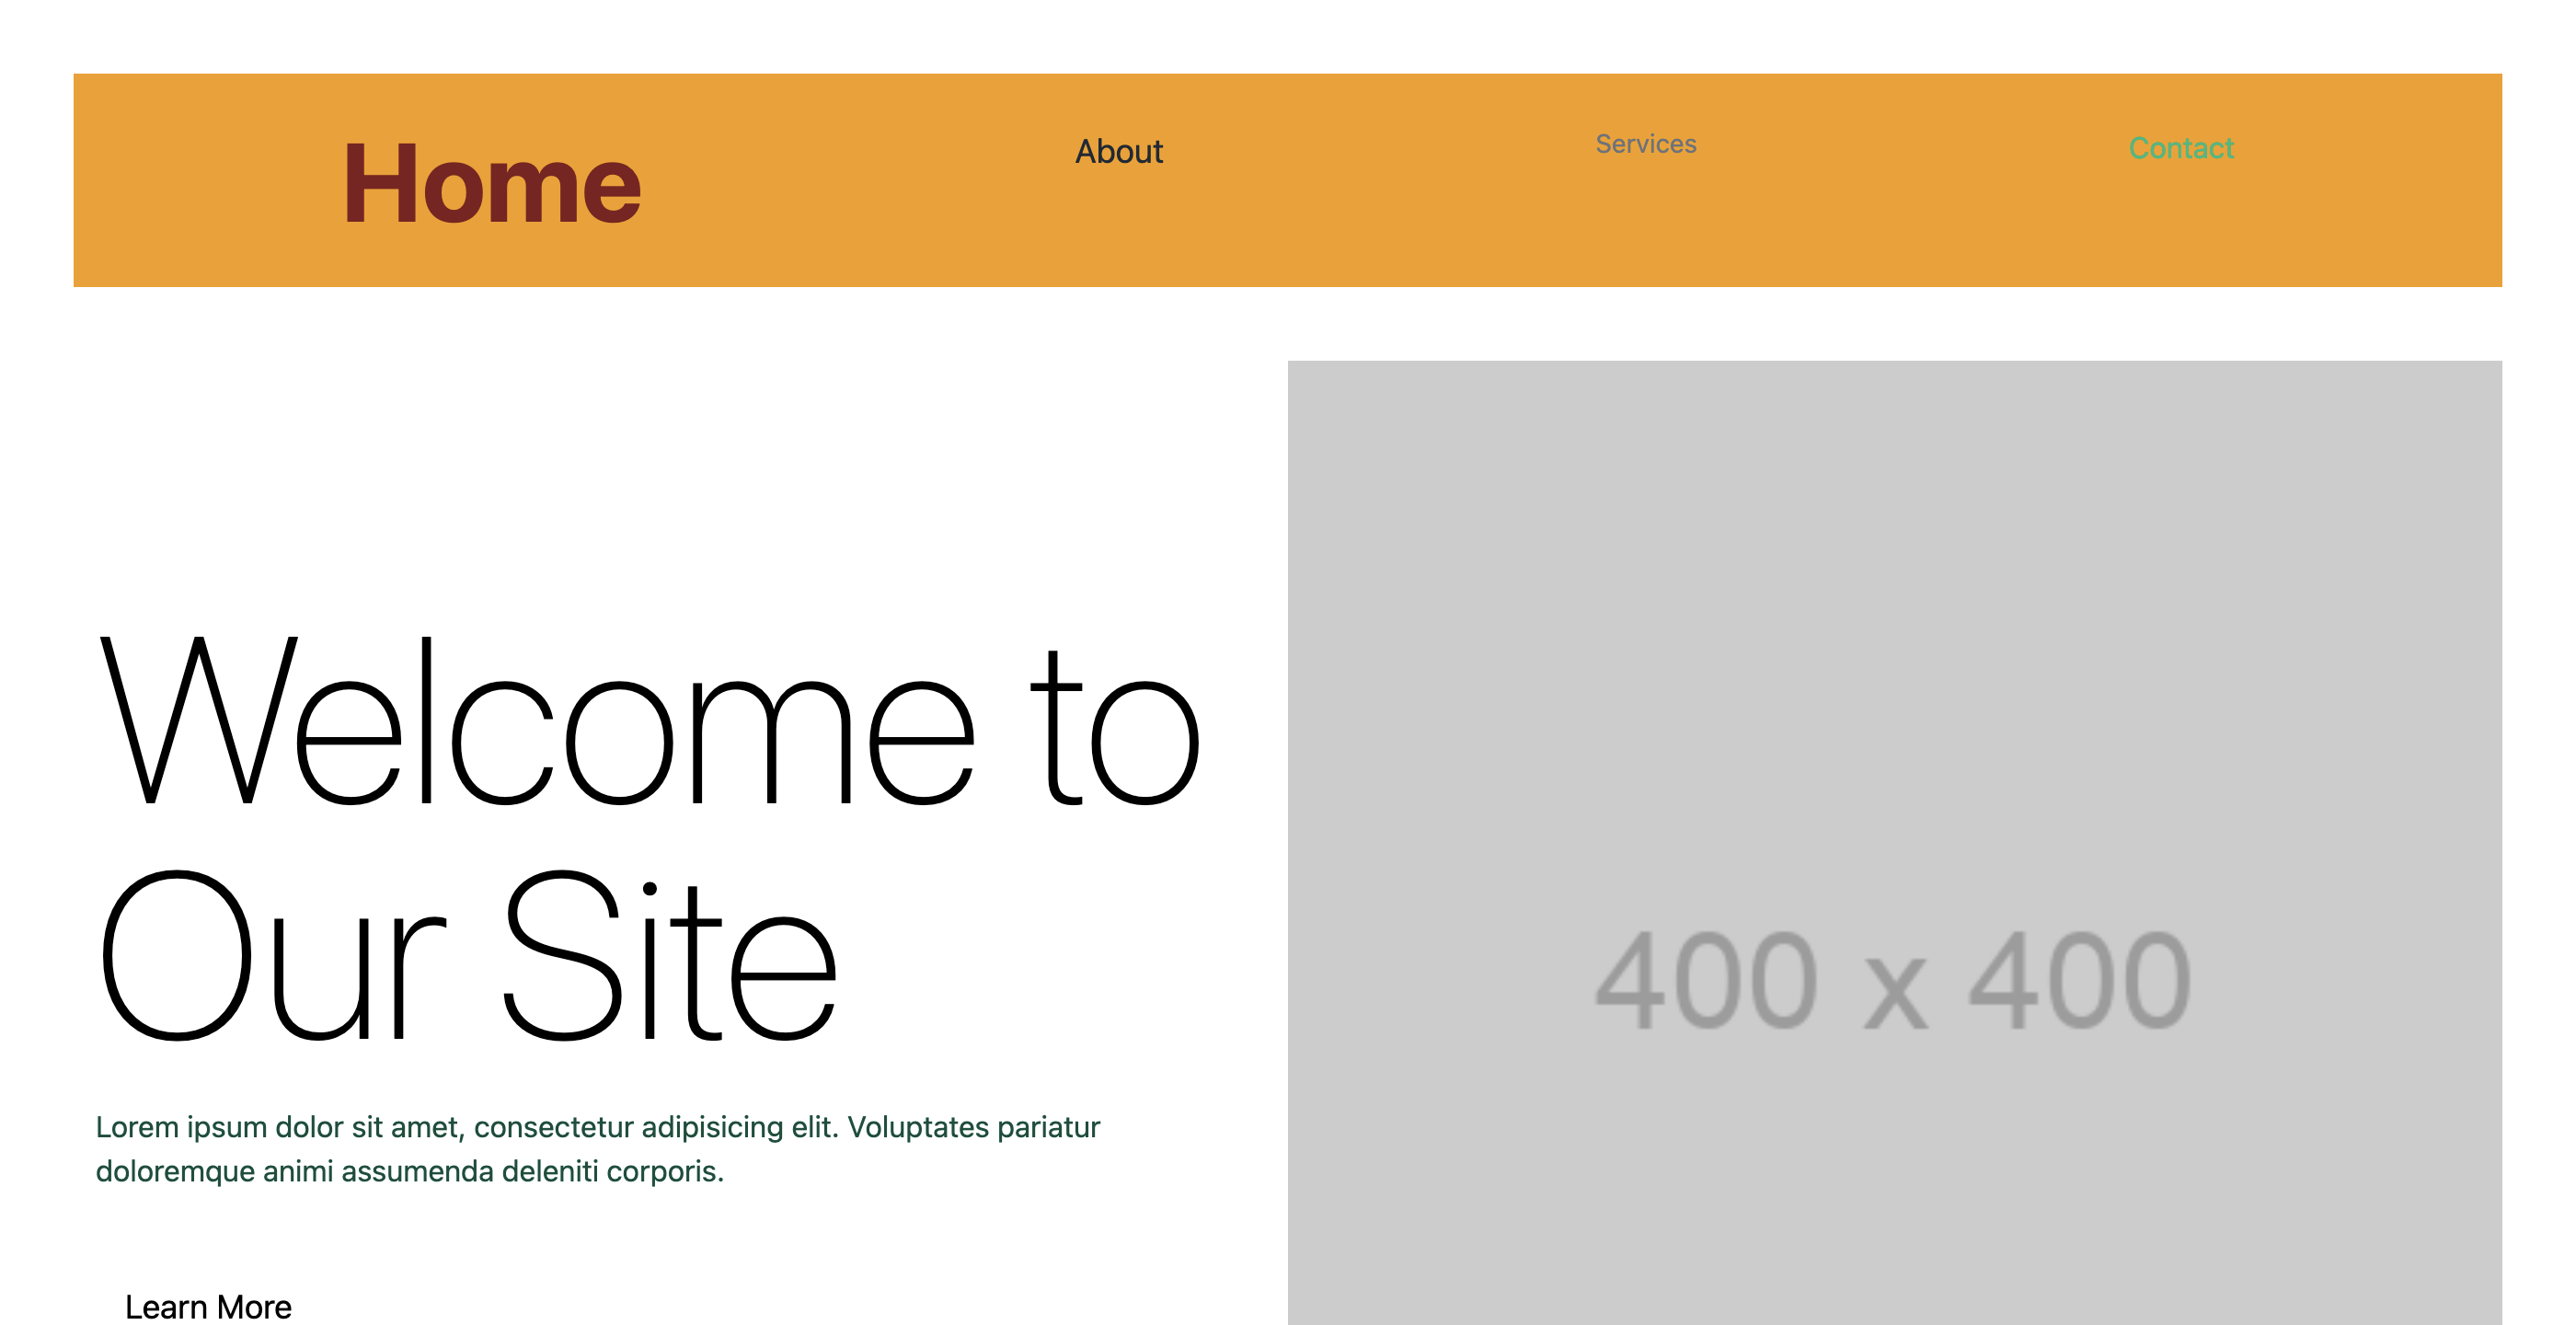 Home About Services Contact
Welcome to
Our Site
400 x 400
Lorem ipsum dolor sit amet, consectetur adipisicing elit. Voluptates pariatur
doloremque animi assumenda deleniti corporis.
Learn More